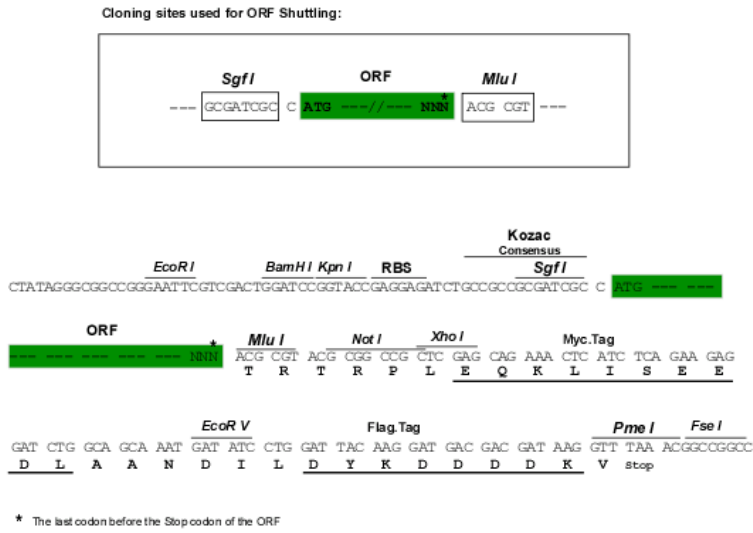 Cloning sites used for ORF Shuttling:
Sgf I ORF Mlu I
*
--- GCGATCGC C ATG ---//--- NNN ACG CGT ---
Kozac
Consensus
EcoR I BamH I Kpn I RBS Sgf I
CTATAGGGCGGCCGGGAATTCGTCGACTGGATCCGGTACCGAGGAGATCTGCCGCCGCGATCGC C ATG --- ---
ORF
* Mlu I Not I Xho I Myc.Tag
--- --- --- --- --- NNN ACG CGT ACG CGG CCG CTC GAG CAG AAA CTC ATC TCA GAA GAG
T R T R P L E Q K L I S E E
EcoR V Flag.Tag Pme I Fse I
GAT CTG GCA GCA AAT GAT ATC CTG GAT TAC AAG GAT GAC GAC GAT AAG GTT TAA ACGGCCGGCC
D L A A N D I L D Y K D D D D K V Stop
* The last codon before the Stop codon of the ORF